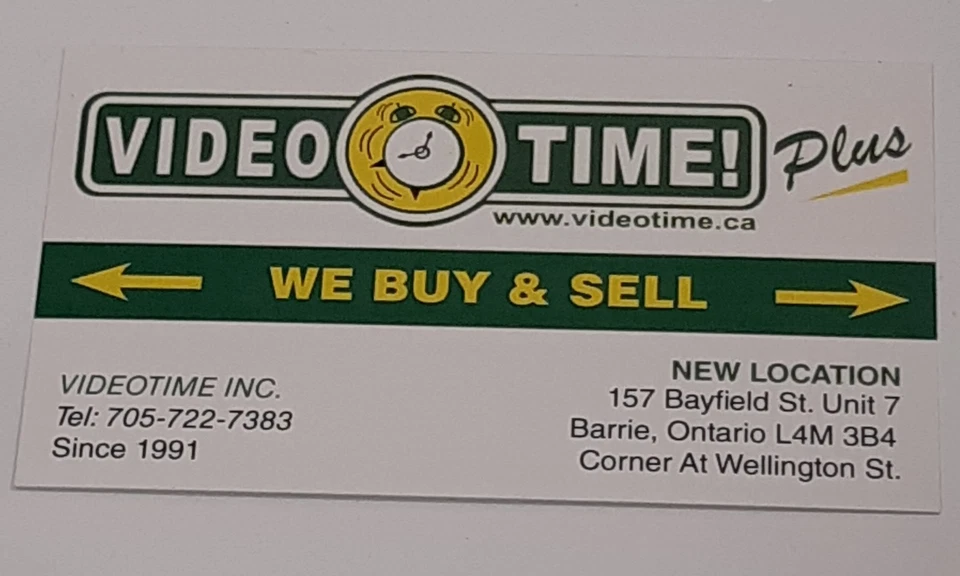 VIDEO TIME! Plus
www.videotime.ca
WE BUY & SELL
VIDEOTIME INC.
Tel: 705-722-7383
Since 1991
NEW LOCATION
157 Bayfield St. Unit 7
Barrie, Ontario L4M 3B4
Corner At Wellington St.